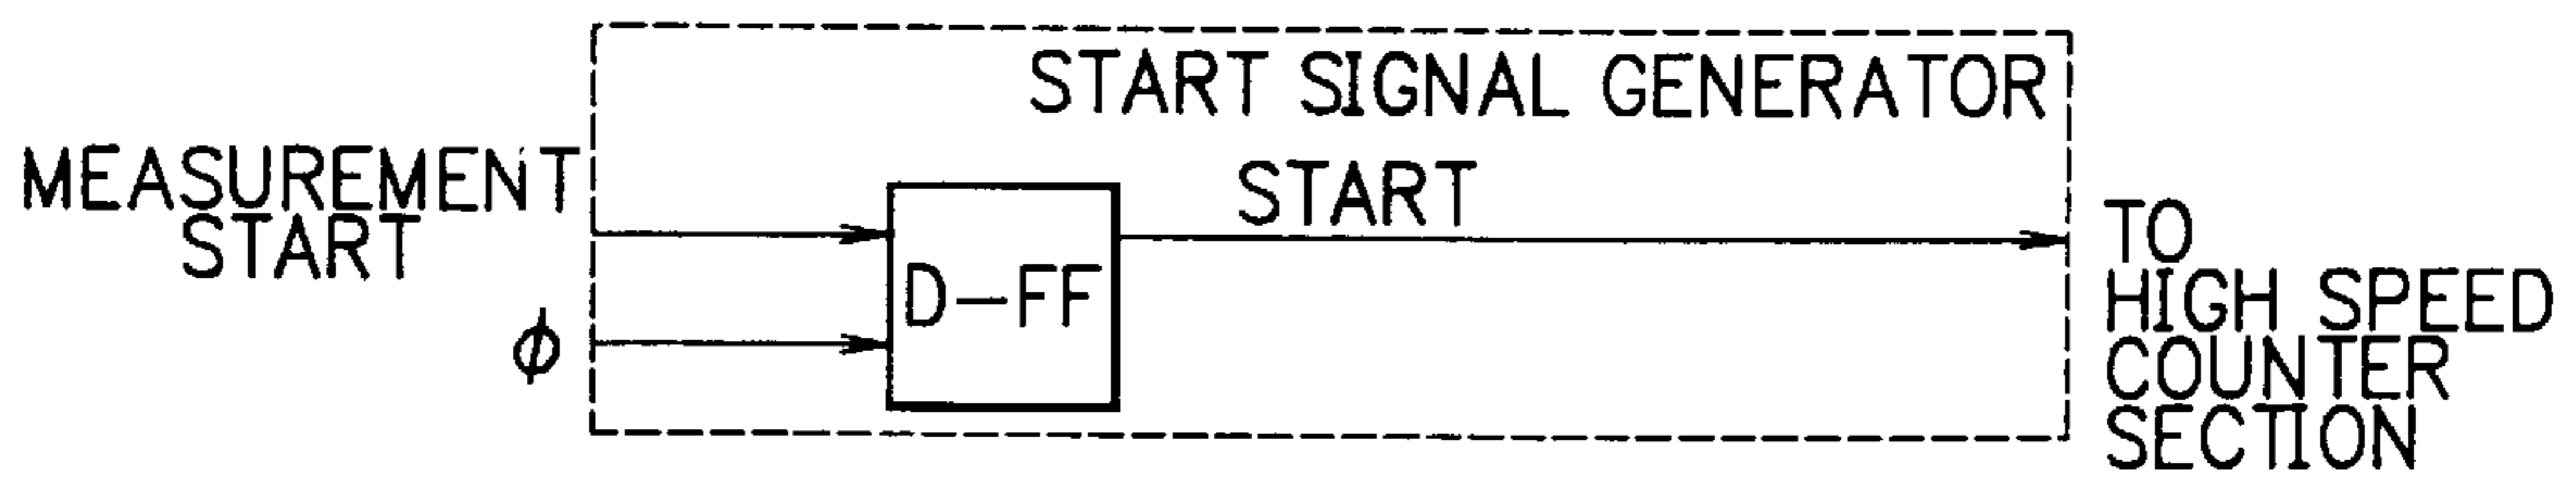 START SIGNAL GENERATOR
MEASUREMENT
START
START
φ
D-FF
TO
HIGH SPEED
COUNTER
SECTION